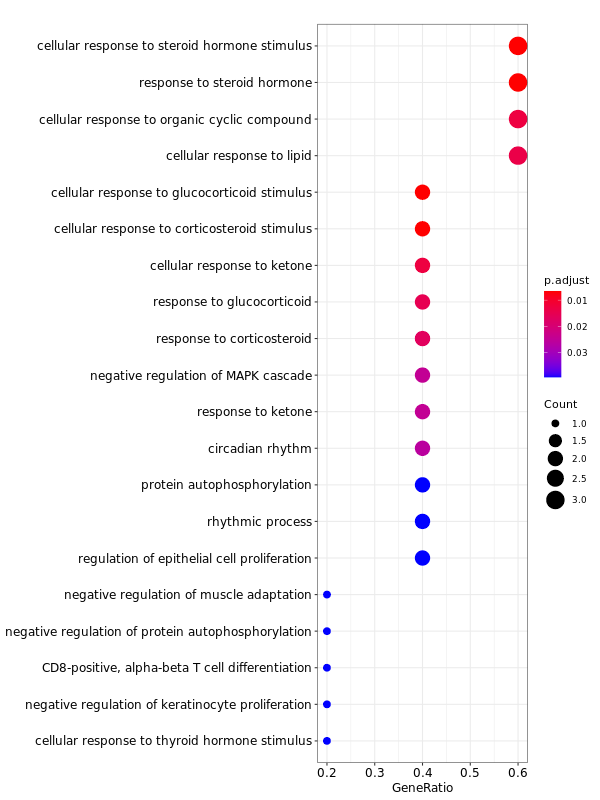 cellular response to steroid hormone stimulus
response to steroid hormone
cellular response to organic cyclic compound
cellular response to lipid
cellular response to glucocorticoid stimulus
cellular response to corticosteroid stimulus
cellular response to ketone
response to glucocorticoid
response to corticosteroid
negative regulation of MAPK cascade
response to ketone
circadian rhythm
protein autophosphorylation
rhythmic process
regulation of epithelial cell proliferation
negative regulation of muscle adaptation
negative regulation of protein autophosphorylation
CD8-positive, alpha-beta T cell differentiation
negative regulation of keratinocyte proliferation
cellular response to thyroid hormone stimulus
0.2 0.3 0.4 0.5 0.6
GeneRatio
p.adjust
0.01
0.02
0.03
Count
1.0
1.5
2.0
2.5
3.0